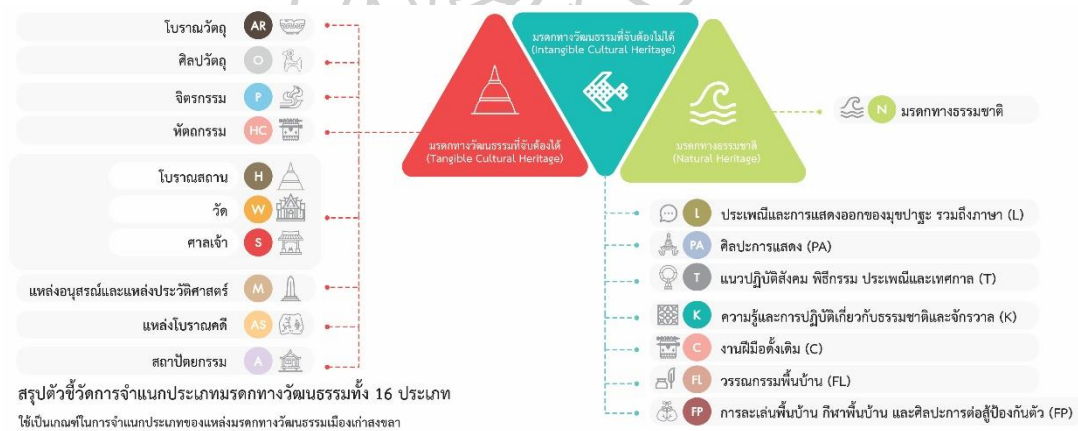 โบราณวัตถุ AR
ศิลปวัตถุ O
จิตรกรรม P
หัตถกรรม HC
โบราณสถาน H
วัด W
ศาลเจ้า S
แหล่งอนุสรณ์และแหล่งประวัติศาสตร์ M
แหล่งโบราณคดี AS
สถาปัตยกรรม A
มรดกทางวัฒนธรรมที่จับต้องได้
(Tangible Cultural Heritage)
มรดกทางวัฒนธรรมที่จับต้องไม่ได้
(Intangible Cultural Heritage)
มรดกทางธรรมชาติ
(Natural Heritage)
N มรดกทางธรรมชาติ
L ประเพณีและการแสดงออกของมุขปาฐะ รวมถึงภาษา (L)
PA ศิลปะการแสดง (PA)
T แนวปฏิบัติสังคม พิธีกรรม ประเพณีและเทศกาล (T)
K ความรู้และการปฏิบัติเกี่ยวกับธรรมชาติและจักรวาล (K)
C งานฝีมือดั้งเดิม (C)
FL วรรณกรรมพื้นบ้าน (FL)
FP การละเล่นพื้นบ้าน กีฬาพื้นบ้าน และศิลปะการต่อสู้ป้องกันตัว (FP)
สรุปตัวชี้วัดการจำแนกประเภทมรดกทางวัฒนธรรมทั้ง 16 ประเภท
ใช้เป็นเกณฑ์ในการจำแนกประเภทของแหล่งมรดกทางวัฒนธรรมเมืองเก่าสงขลา